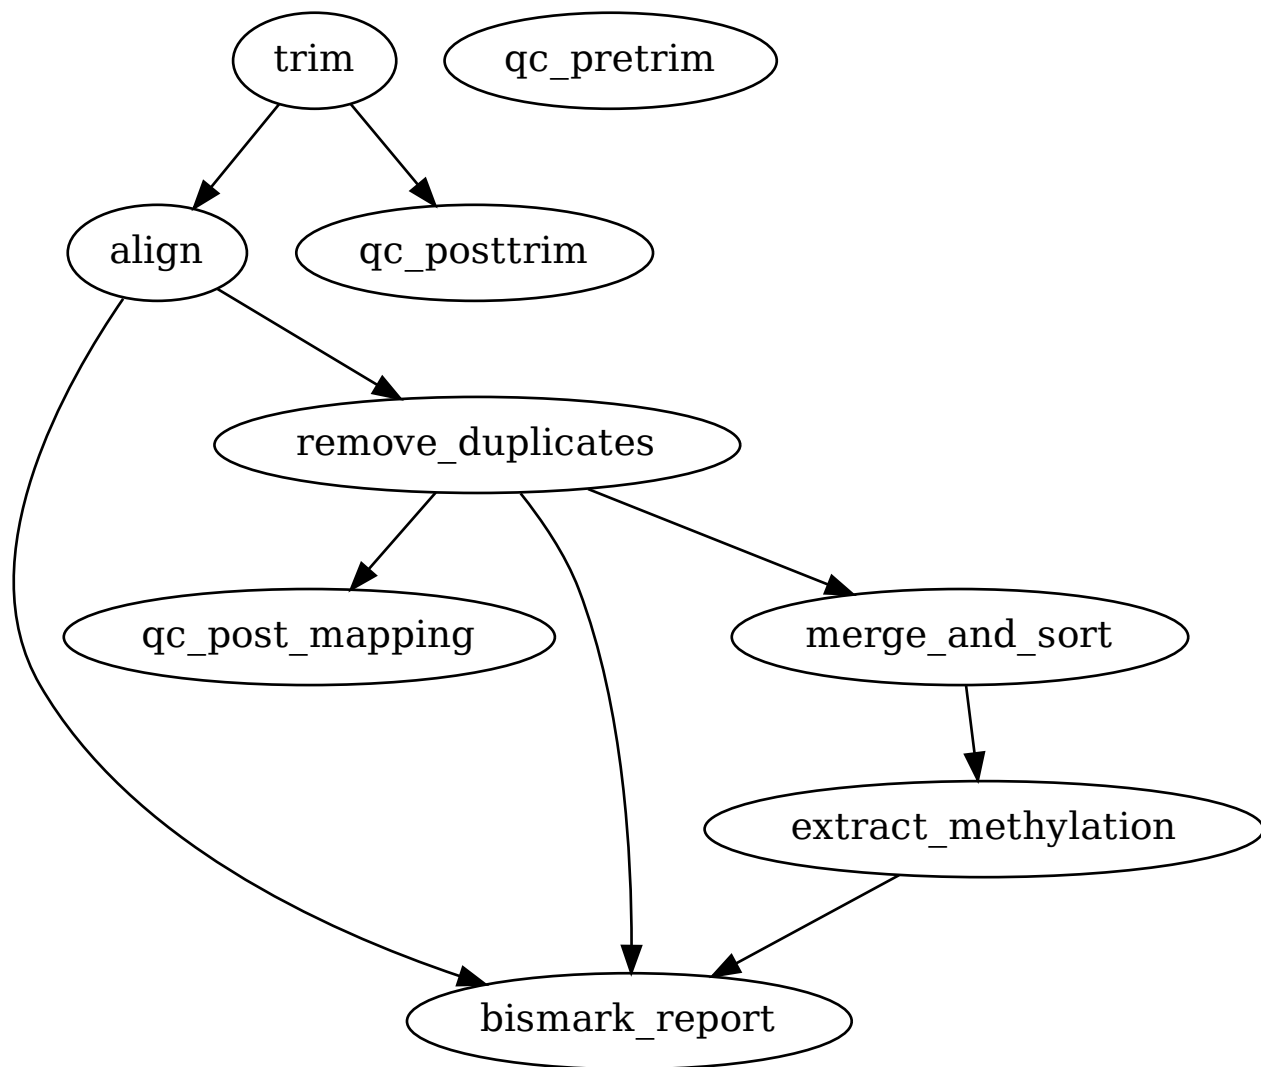 trim
qc_pretrim
align
qc_posttrim
remove_duplicates
qc_post_mapping
merge_and_sort
extract_methylation
bismark_report